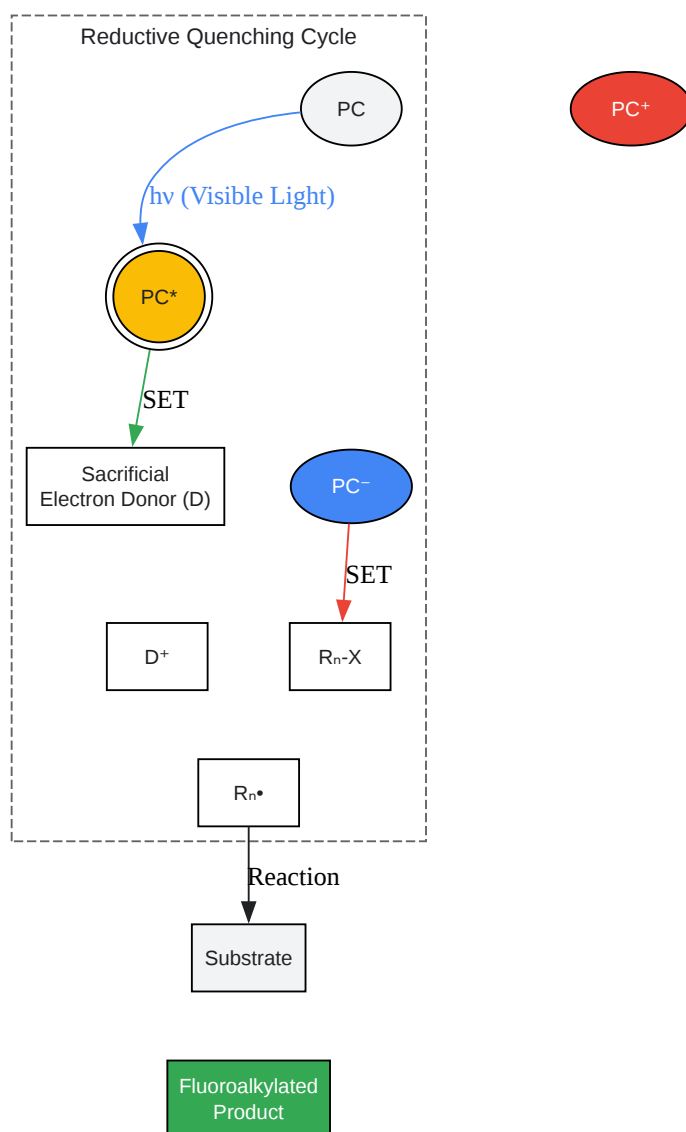 Reductive Quenching Cycle
PC
PC⁺
hν (Visible Light)
PC*
SET
Sacrificial
Electron Donor (D)
PC⁻
SET
D⁺
Rₙ-X
Rₙ•
Reaction
Substrate
Fluoroalkylated
Product